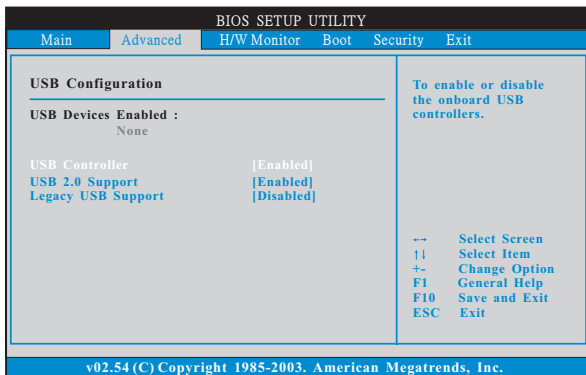 BIOS SETUP UTILITY
Main Advanced H/W Monitor Boot Security Exit
USB Configuration
USB Devices Enabled :
None
USB Controller [Enabled]
USB 2.0 Support [Enabled]
Legacy USB Support [Disabled]
To enable or disable
the onboard USB
controllers.
←→ Select Screen
↑↓ Select Item
+- Change Option
F1 General Help
F10 Save and Exit
ESC Exit
v02.54 (C) Copyright 1985-2003. American Megatrends, Inc.